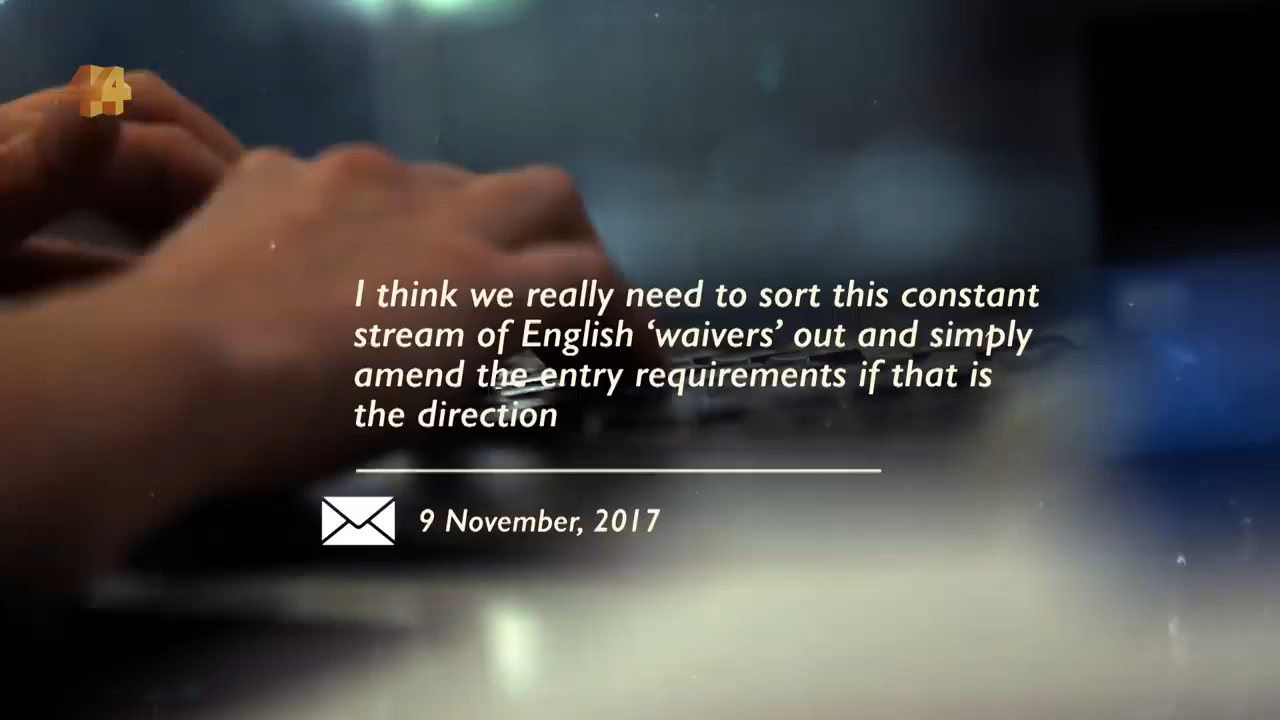 44
I think we really need to sort this constant
stream of English ‘waivers’ out and simply
amend the entry requirements if that is
the direction
9 November, 2017